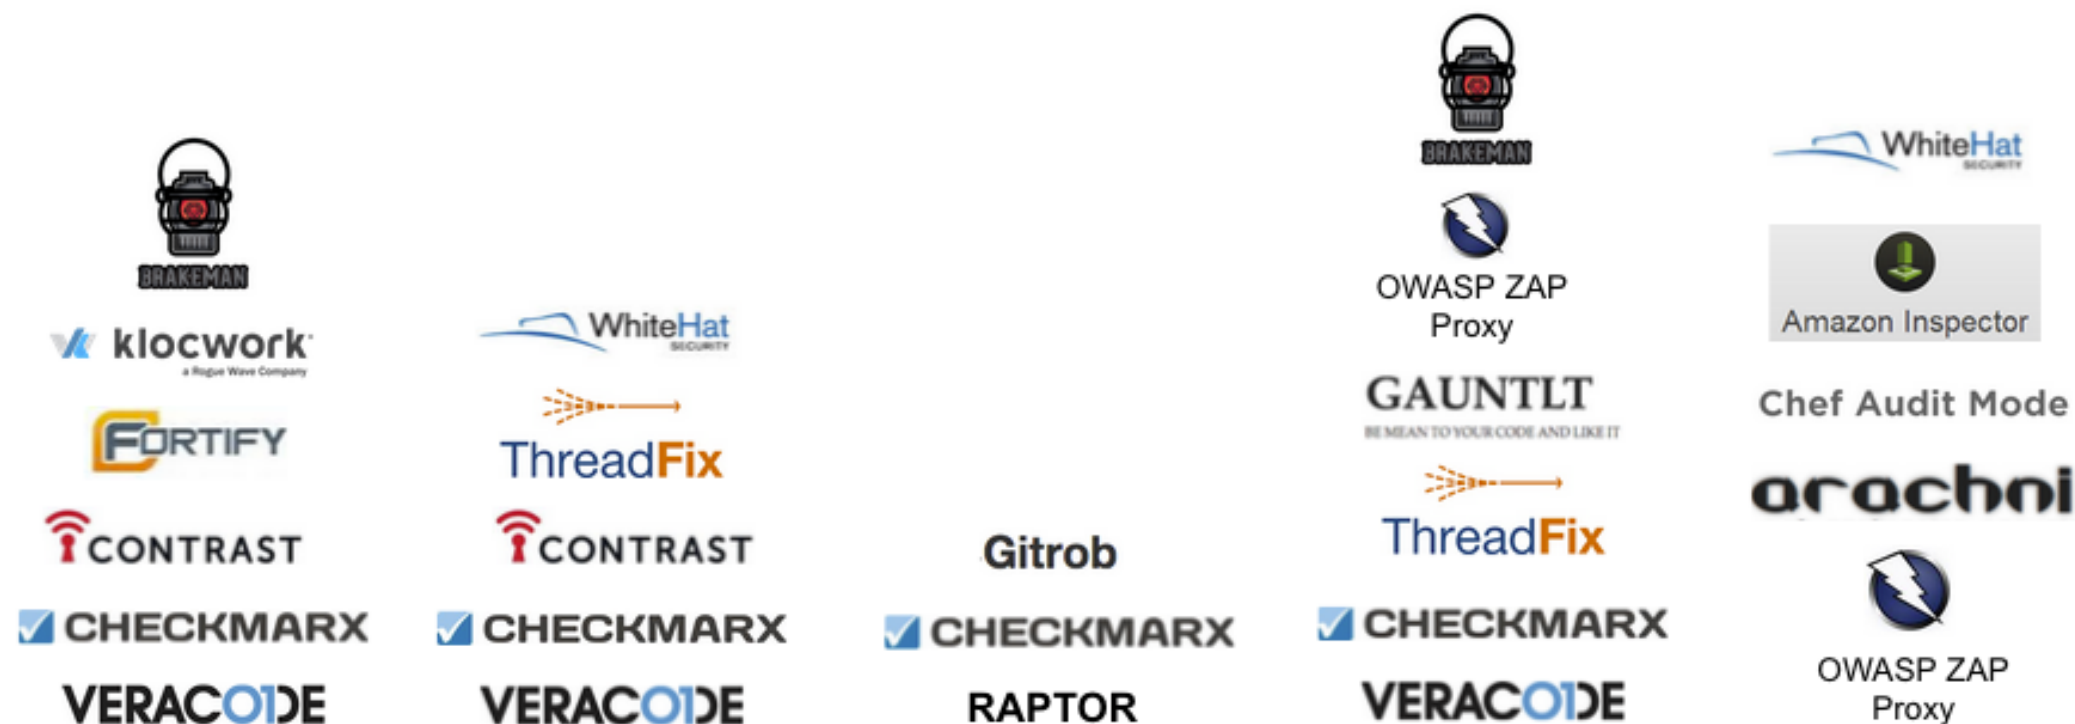 BRAKEMAN
klocwork
a Rogue Wave Company
FORTIFY
CONTRAST
CHECKMARX
VERACODE
WhiteHat
SECURITY
ThreadFix
CONTRAST
CHECKMARX
VERACODE
Gitrob
CHECKMARX
RAPTOR
BRAKEMAN
OWASP ZAP
Proxy
GAUNTLT
BE MEAN TO YOUR CODE AND LIKE IT
ThreadFix
CHECKMARX
VERACODE
WhiteHat
SECURITY
Amazon Inspector
Chef Audit Mode
arachni
OWASP ZAP
Proxy